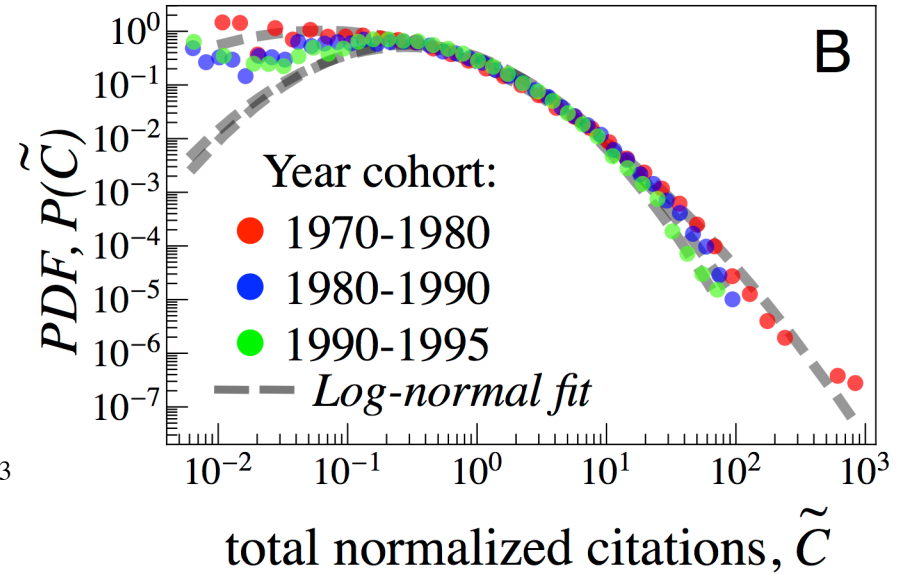 B
10⁰
10⁻¹
10⁻²
10⁻³
10⁻⁴
10⁻⁵
10⁻⁶
10⁻⁷
PDF, P(C̃)
Year cohort:
1970-1980
1980-1990
1990-1995
Log-normal fit
10⁻² 10⁻¹ 10⁰ 10¹ 10² 10³
3
total normalized citations, C̃